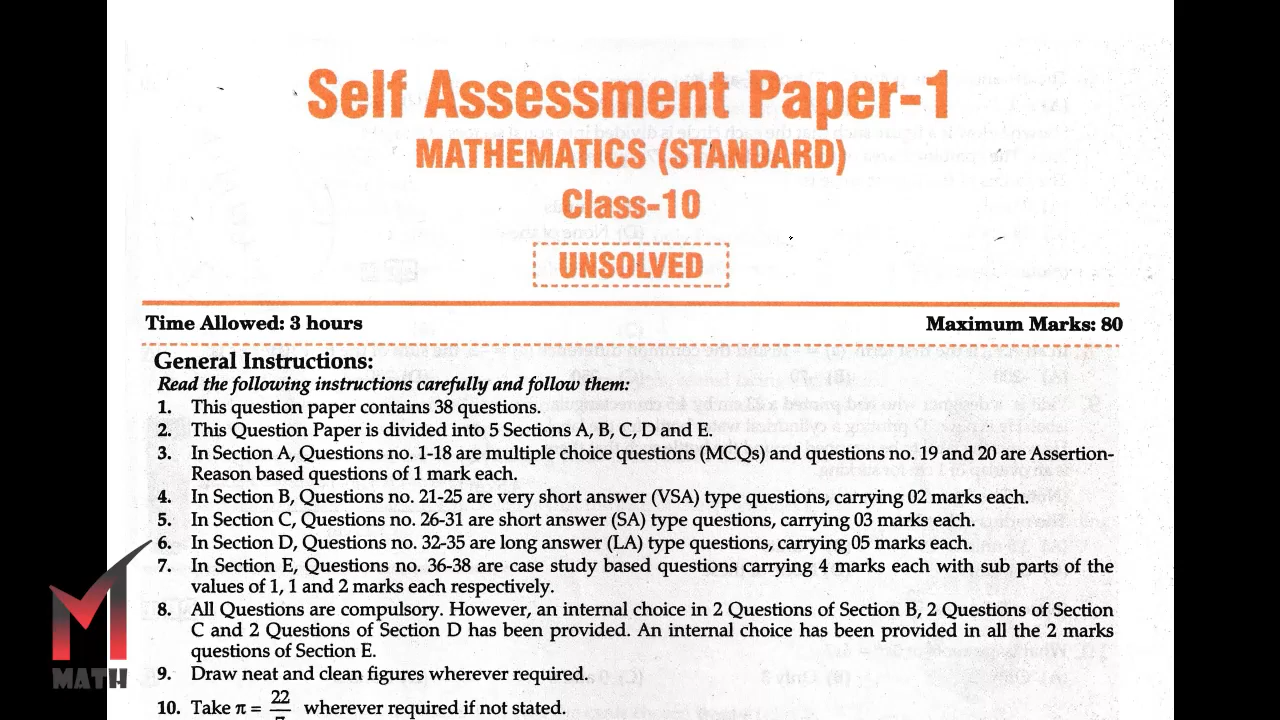 Self Assessment Paper-1
MATHEMATICS (STANDARD)
Class-10
UNSOLVED
Time Allowed: 3 hours Maximum Marks: 80
General Instructions:
Read the following instructions carefully and follow them:
1. This question paper contains 38 questions.
2. This Question Paper is divided into 5 Sections A, B, C, D and E.
3. In Section A, Questions no. 1-18 are multiple choice questions (MCQs) and questions no. 19 and 20 are Assertion-
Reason based questions of 1 mark each.
4. In Section B, Questions no. 21-25 are very short answer (VSA) type questions, carrying 02 marks each.
5. In Section C, Questions no. 26-31 are short answer (SA) type questions, carrying 03 marks each.
6. In Section D, Questions no. 32-35 are long answer (LA) type questions, carrying 05 marks each.
7. In Section E, Questions no. 36-38 are case study based questions carrying 4 marks each with sub parts of the
values of 1, 1 and 2 marks each respectively.
8. All Questions are compulsory. However, an internal choice in 2 Questions of Section B, 2 Questions of Section
C and 2 Questions of Section D has been provided. An internal choice has been provided in all the 2 marks
questions of Section E.
9. Draw neat and clean figures wherever required.
10. Take π = 22/7 wherever required if not stated.
MATH